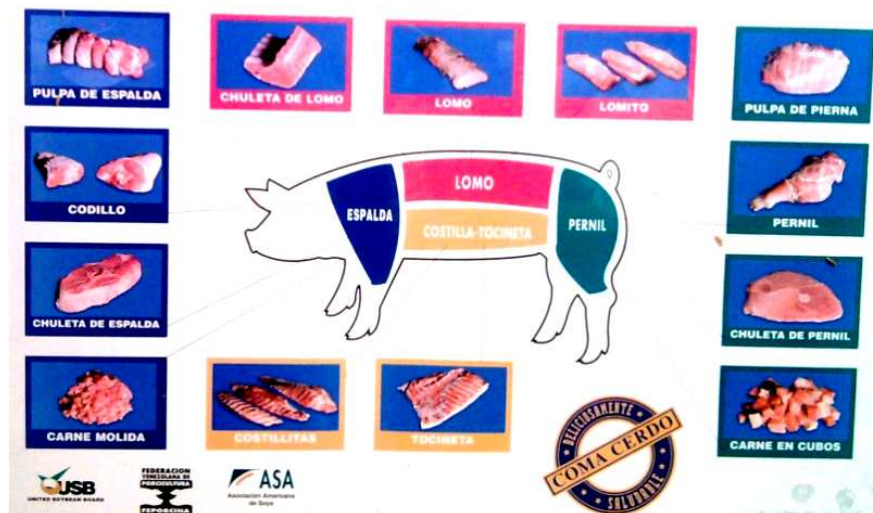 PULPA DE ESPALDA
CHULETA DE LOMO
LOMO
LOMITO
PULPA DE PIERNA
CODILLO
ESPALDA
LOMO
COSTILLA-TOCINETA
PERNIL
PERNIL
CHULETA DE ESPALDA
CHULETA DE PERNIL
CARNE MOLIDA
COSTILLITAS
TOCINETA
DELICIOSAMENTE
COMA CERDO
SALUDABLE
CARNE EN CUBOS
USB
UNITED SOYBEAN BOARD
FEDERACION
VENEZOLANA DE
PORCICULTURA
FEPORCINA
ASA
Asociación Americana
de Soya